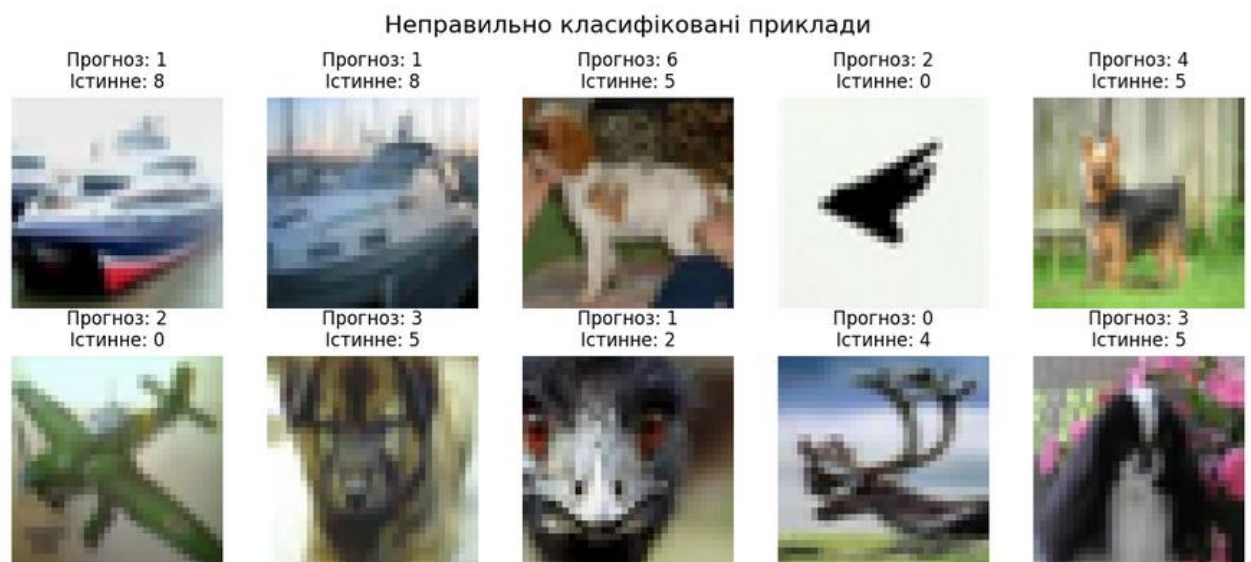 Неправильно класифіковані приклади
Прогноз: 1
Істинне: 8
Прогноз: 1
Істинне: 8
Прогноз: 6
Істинне: 5
Прогноз: 2
Істинне: 0
Прогноз: 4
Істинне: 5
Прогноз: 2
Істинне: 0
Прогноз: 3
Істинне: 5
Прогноз: 1
Істинне: 2
Прогноз: 0
Істинне: 4
Прогноз: 3
Істинне: 5